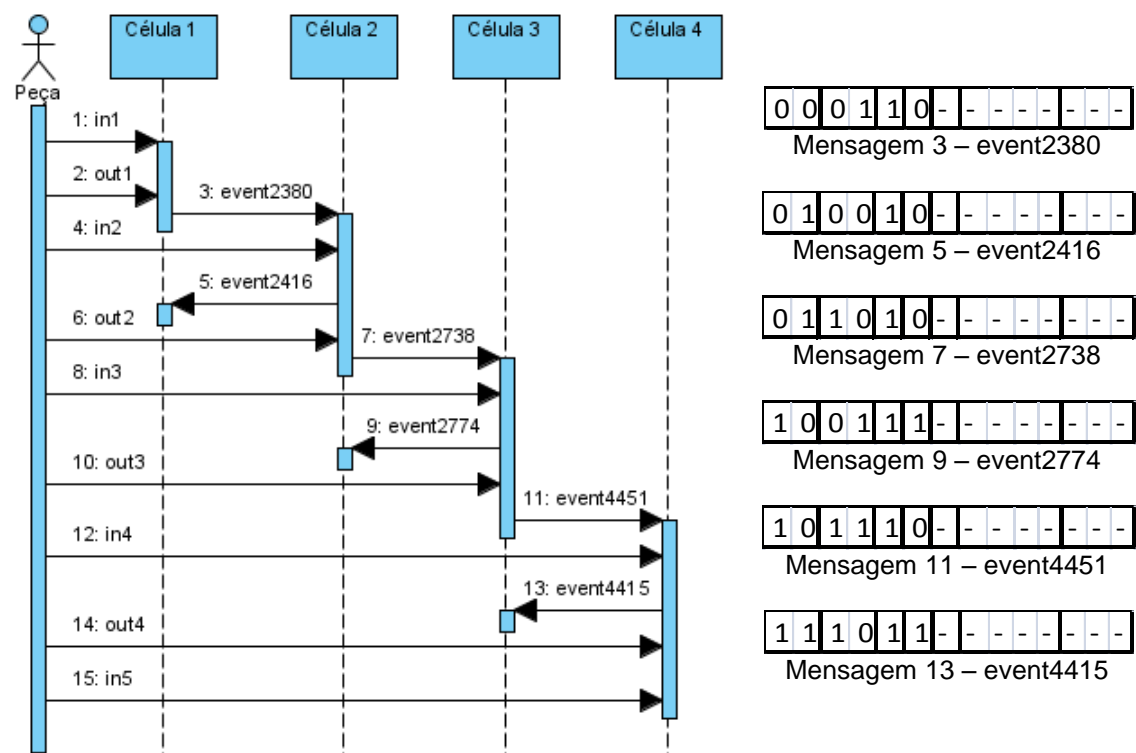 Célula 1
Célula 2
Célula 3
Célula 4
Peça
1: in1
2: out1
3: event2380
4: in2
5: event2416
6: out2
7: event2738
8: in3
9: event2774
10: out3
11: event4451
12: in4
13: event4415
14: out4
15: in5
0 0 0 1 1 0 - - - - - - - -
Mensagem 3 – event2380
0 1 0 0 1 0 - - - - - - - -
Mensagem 5 – event2416
0 1 1 0 1 0 - - - - - - - -
Mensagem 7 – event2738
1 0 0 1 1 1 - - - - - - - -
Mensagem 9 – event2774
1 0 1 1 1 0 - - - - - - - -
Mensagem 11 – event4451
1 1 1 0 1 1 - - - - - - - -
Mensagem 13 – event4415